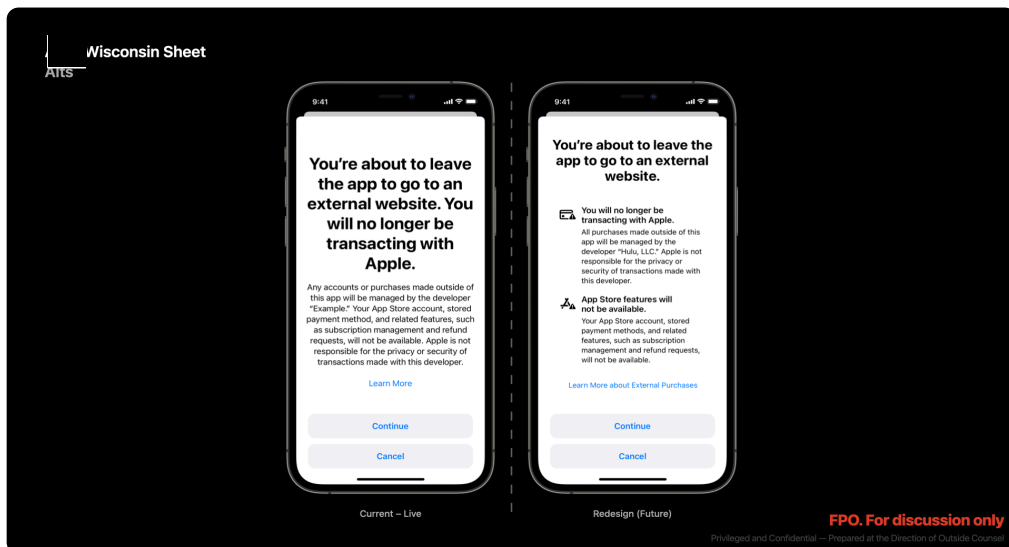 Wisconsin Sheet
Alts
9:41
You're about to leave
the app to go to an
external website. You
will no longer be
transacting with
Apple.
Any accounts or purchases made outside of
this app will be managed by the developer
“Example.” Your App Store account, stored
payment method, and related features, such
as subscription management and refund
requests, will not be available. Apple is not
responsible for the privacy or security of
transactions made with this developer.
Learn More
Continue
Cancel
Current – Live
9:41
You're about to leave the
app to go to an external
website.
You will no longer be
transacting with Apple.
All purchases made outside of this
app will be managed by the
developer “Hulu, LLC.” Apple is not
responsible for the privacy or
security of transactions made with
this developer.
App Store features will
not be available.
Your App Store account, stored
payment methods, and related
features, such as subscription
management and refund requests,
will not be available.
Learn More about External Purchases
Continue
Cancel
Redesign (Future)
FPO. For discussion only
Privileged and Confidential — Prepared at the Direction of Outside Counsel